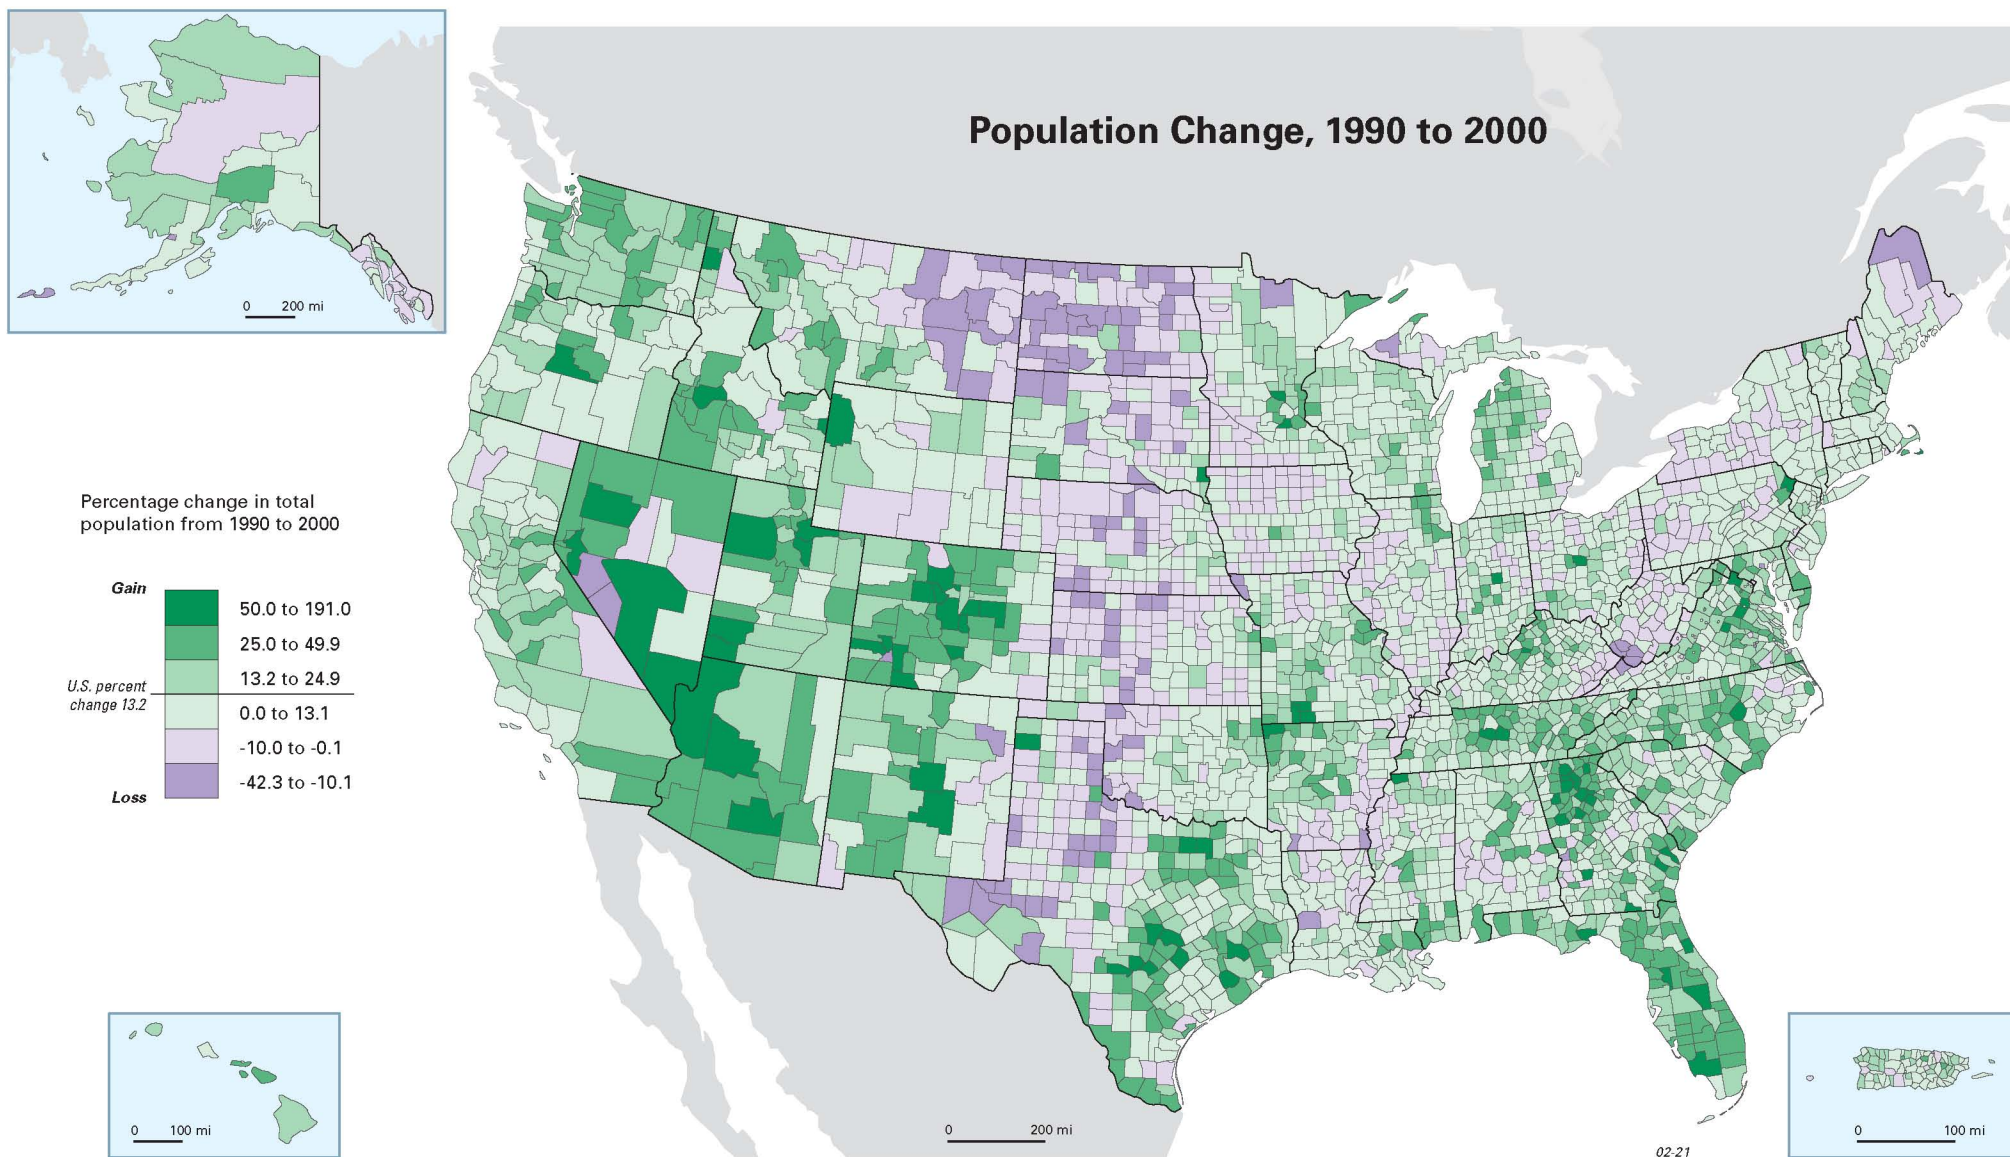 Population Change, 1990 to 2000
0 200 mi
Percentage change in total
population from 1990 to 2000
Gain
50.0 to 191.0
25.0 to 49.9
13.2 to 24.9
U.S. percent
change 13.2
0.0 to 13.1
-10.0 to -0.1
-42.3 to -10.1
Loss
0 100 mi
0 200 mi
0 100 mi
02-21